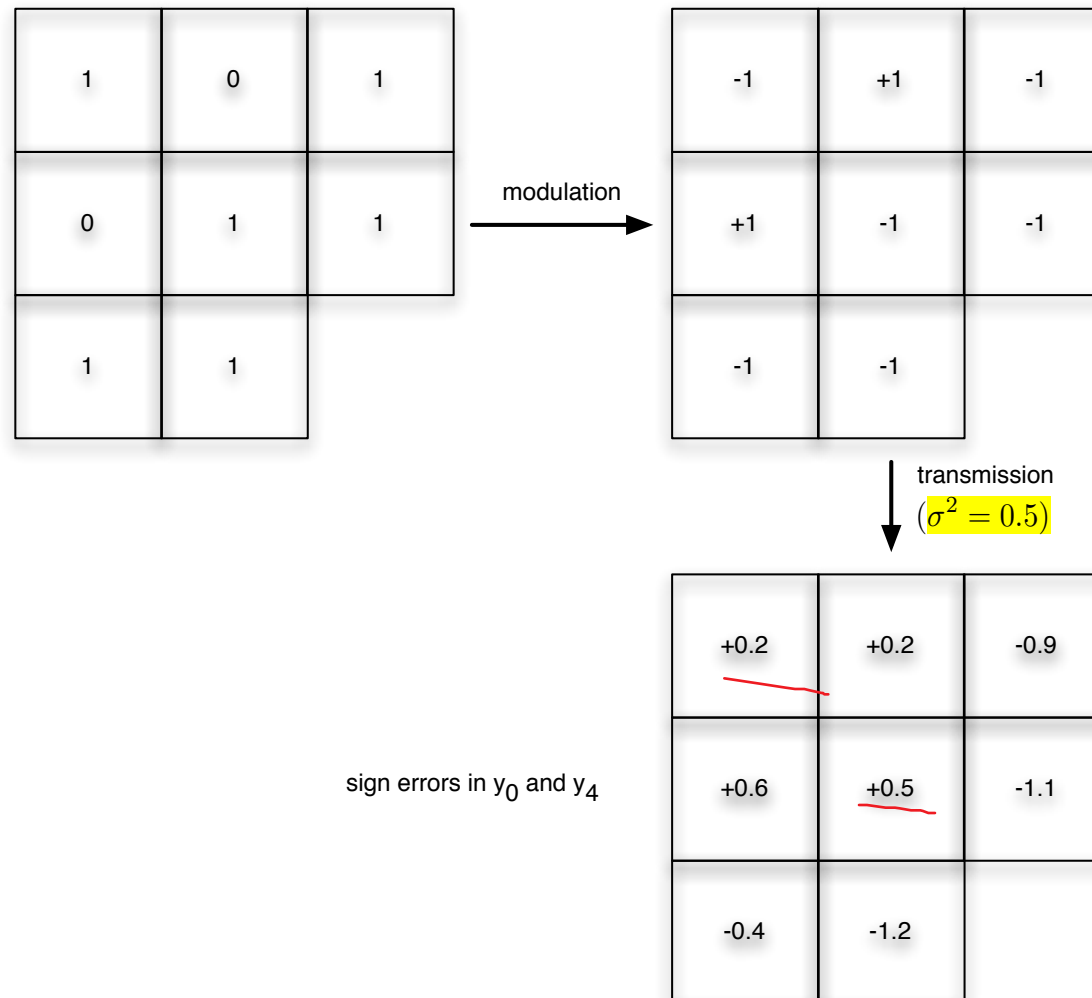 1 0 1
0 1 1
1 1
modulation
-1 +1 -1
+1 -1 -1
-1 -1
transmission
(σ² = 0.5)
sign errors in y₀ and y₄
+0.2 +0.2 -0.9
+0.6 +0.5 -1.1
-0.4 -1.2